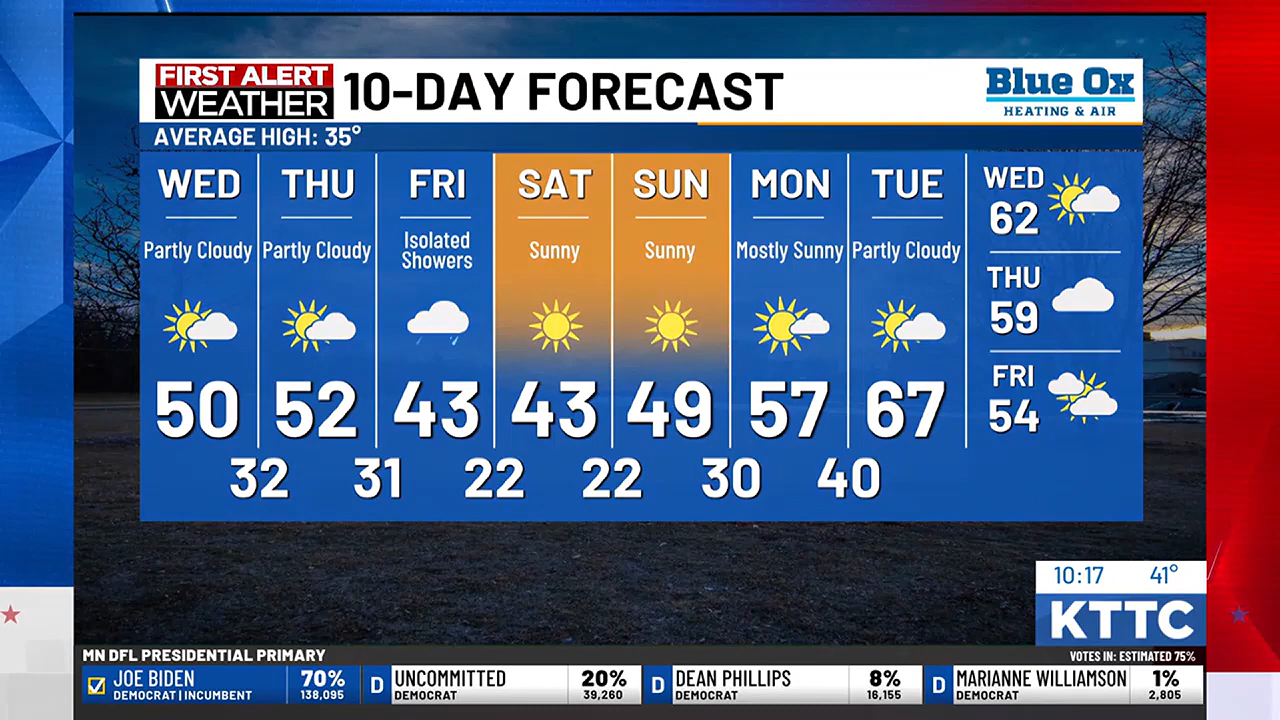 FIRST ALERT
WEATHER
10-DAY FORECAST
Blue Ox
HEATING & AIR
AVERAGE HIGH: 35°
WED THU FRI SAT SUN MON TUE
Partly Cloudy Partly Cloudy Isolated Showers Sunny Sunny Mostly Sunny Partly Cloudy
50 52 43 43 49 57 67
32 31 22 22 30 40
WED
62
THU
59
FRI
54
10:17 41°
KTTC
MN DFL PRESIDENTIAL PRIMARY
VOTES IN: ESTIMATED 75%
JOE BIDEN 70%
DEMOCRAT | INCUMBENT 138,095
D UNCOMMITTED 20%
DEMOCRAT 39,260
D DEAN PHILLIPS 8%
DEMOCRAT 16,155
D MARIANNE WILLIAMSON 1%
DEMOCRAT 2,805